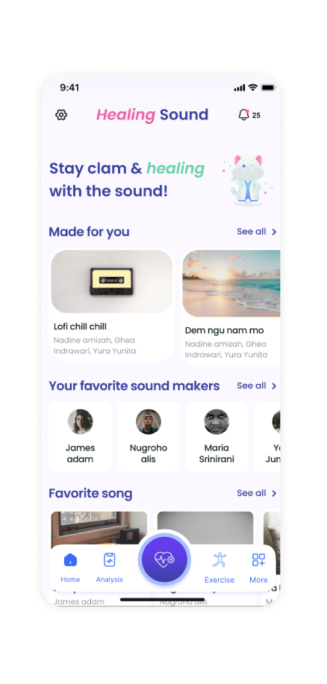 9:41
Healing Sound
25
Stay clam & healing
with the sound!
Made for you
See all
Lofi chill chill
Nadine amizah, Ghea
Indrawari, Yura Yunita
Dem ngu nam mo
Nadine amizah, Ghea
Indrawari, Yura Yunita
Your favorite sound makers
See all
James
adam
Nugroho
alis
Maria
Srinirani
Favorite song
See all
Home
Analysis
Exercise
More
James adam
Nugroho alis